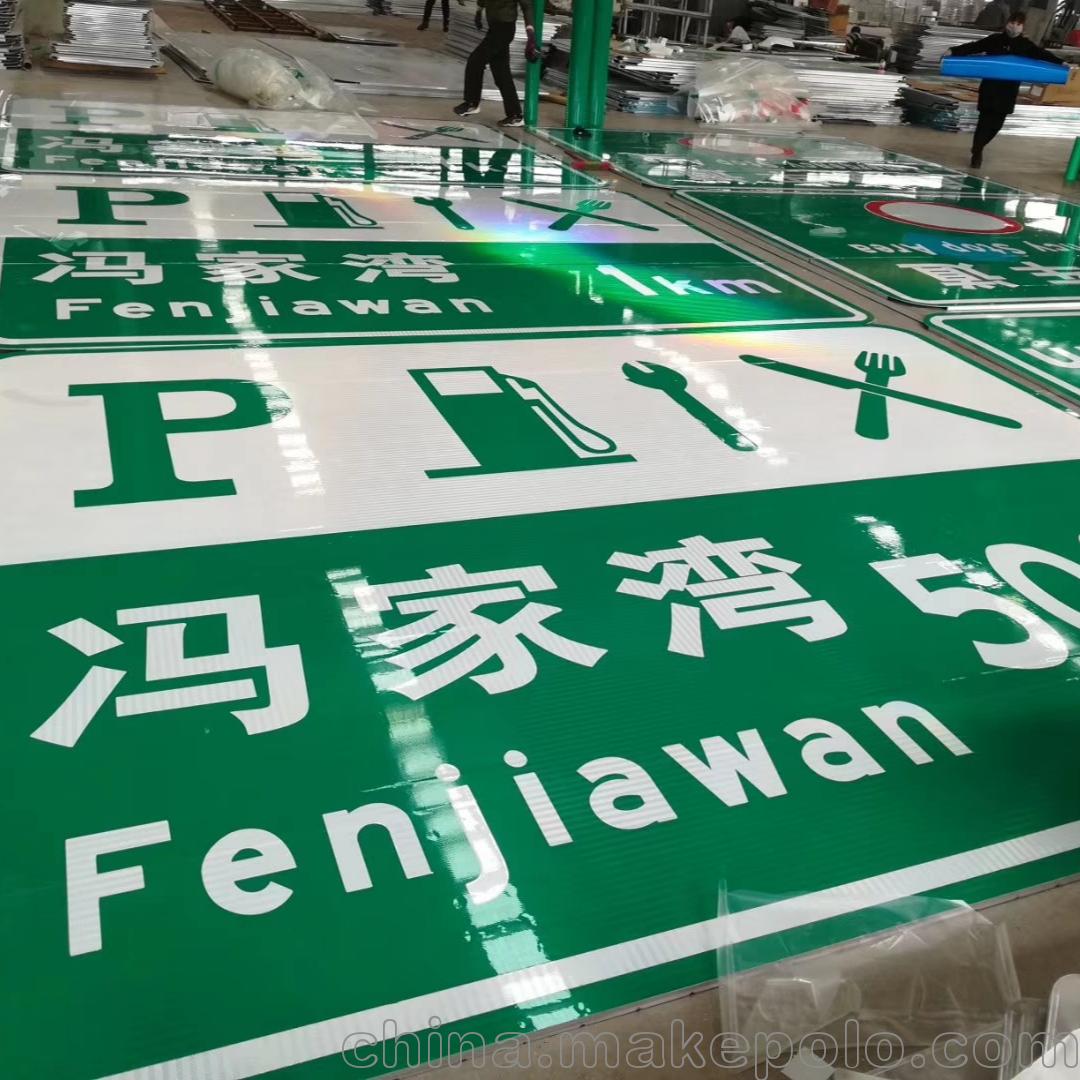 P
冯家湾 1km
Fenjiawan
P
冯家湾 50
Fenjiawan
china.makepolo.com